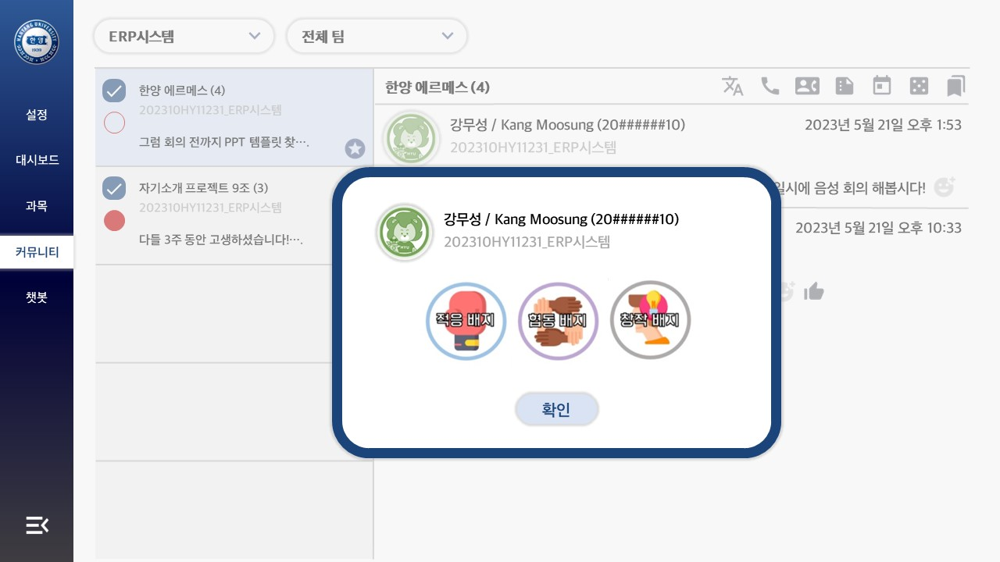 HANYANG UNIVERSITY
한양
1939
설정
대시보드
과목
커뮤니티
챗봇
ERP시스템
전체 팀
한양 에르메스 (4)
202310HY11231_ERP시스템
그럼 회의 전까지 PPT 템플릿 찾….
자기소개 프로젝트 9조 (3)
202310HY11231_ERP시스템
다들 3주 동안 고생하셨습니다!….
한양 에르메스 (4)
강무성 / Kang Moosung (20######10)
2023년 5월 21일 오후 1:53
202310HY11231_ERP시스템
일시에 음성 회의 해봅시다!
2023년 5월 21일 오후 10:33
강무성 / Kang Moosung (20######10)
202310HY11231_ERP시스템
HYU
적응 배지
협동 배지
창작 배지
확인